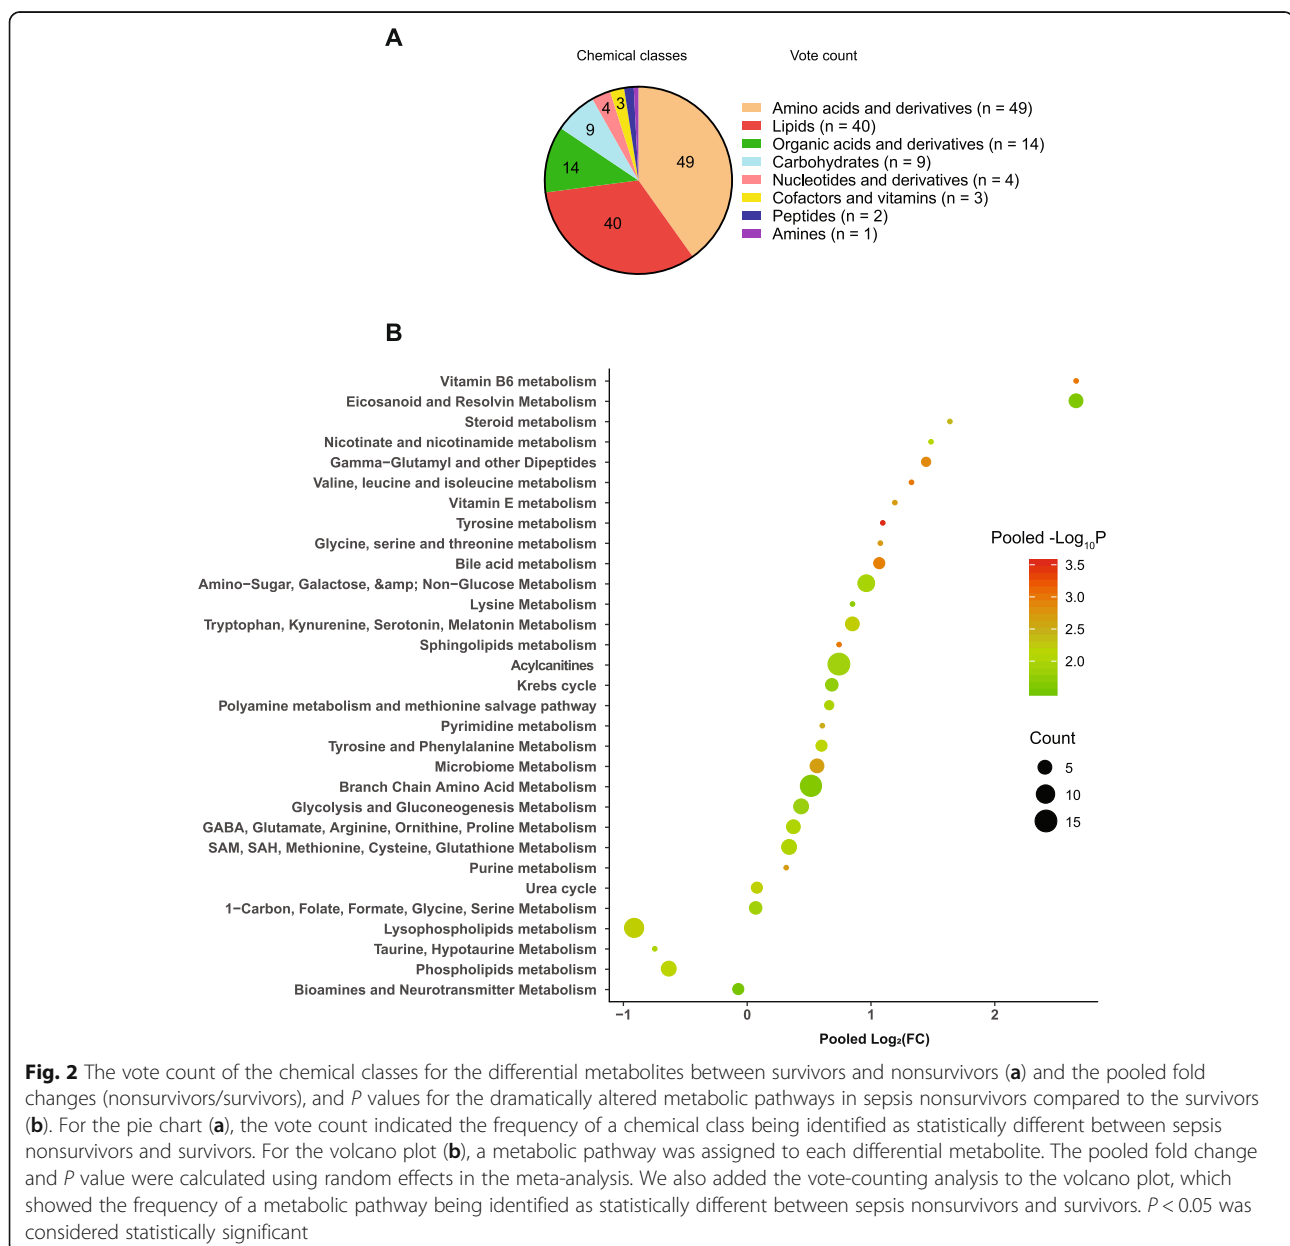 A
Chemical classes
Vote count
49
40
14
9
4
3
Amino acids and derivatives (n = 49)
Lipids (n = 40)
Organic acids and derivatives (n = 14)
Carbohydrates (n = 9)
Nucleotides and derivatives (n = 4)
Cofactors and vitamins (n = 3)
Peptides (n = 2)
Amines (n = 1)
B
Vitamin B6 metabolism
Eicosanoid and Resolvin Metabolism
Steroid metabolism
Nicotinate and nicotinamide metabolism
Gamma−Glutamyl and other Dipeptides
Valine, leucine and isoleucine metabolism
Vitamin E metabolism
Tyrosine metabolism
Glycine, serine and threonine metabolism
Bile acid metabolism
Amino−Sugar, Galactose, &amp; Non−Glucose Metabolism
Lysine Metabolism
Tryptophan, Kynurenine, Serotonin, Melatonin Metabolism
Sphingolipids metabolism
Acylcanitines
Krebs cycle
Polyamine metabolism and methionine salvage pathway
Pyrimidine metabolism
Tyrosine and Phenylalanine Metabolism
Microbiome Metabolism
Branch Chain Amino Acid Metabolism
Glycolysis and Gluconeogenesis Metabolism
GABA, Glutamate, Arginine, Ornithine, Proline Metabolism
SAM, SAH, Methionine, Cysteine, Glutathione Metabolism
Purine metabolism
Urea cycle
1−Carbon, Folate, Formate, Glycine, Serine Metabolism
Lysophospholipids metabolism
Taurine, Hypotaurine Metabolism
Phospholipids metabolism
Bioamines and Neurotransmitter Metabolism
−1 0 1 2
Pooled Log₂(FC)
Pooled -Log₁₀P
3.5
3.0
2.5
2.0
Count
5
10
15
Fig. 2 The vote count of the chemical classes for the differential metabolites between survivors and nonsurvivors (a) and the pooled fold
changes (nonsurvivors/survivors), and P values for the dramatically altered metabolic pathways in sepsis nonsurvivors compared to the survivors
(b). For the pie chart (a), the vote count indicated the frequency of a chemical class being identified as statistically different between sepsis
nonsurvivors and survivors. For the volcano plot (b), a metabolic pathway was assigned to each differential metabolite. The pooled fold change
and P value were calculated using random effects in the meta-analysis. We also added the vote-counting analysis to the volcano plot, which
showed the frequency of a metabolic pathway being identified as statistically different between sepsis nonsurvivors and survivors. P < 0.05 was
considered statistically significant